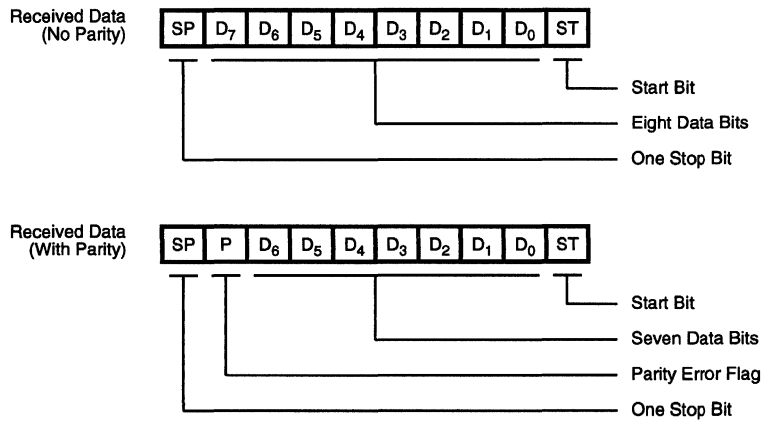 Received Data
(No Parity)
SP D7 D6 D5 D4 D3 D2 D1 D0 ST
Start Bit
Eight Data Bits
One Stop Bit
Received Data
(With Parity)
SP P D6 D5 D4 D3 D2 D1 D0 ST
Start Bit
Seven Data Bits
Parity Error Flag
One Stop Bit